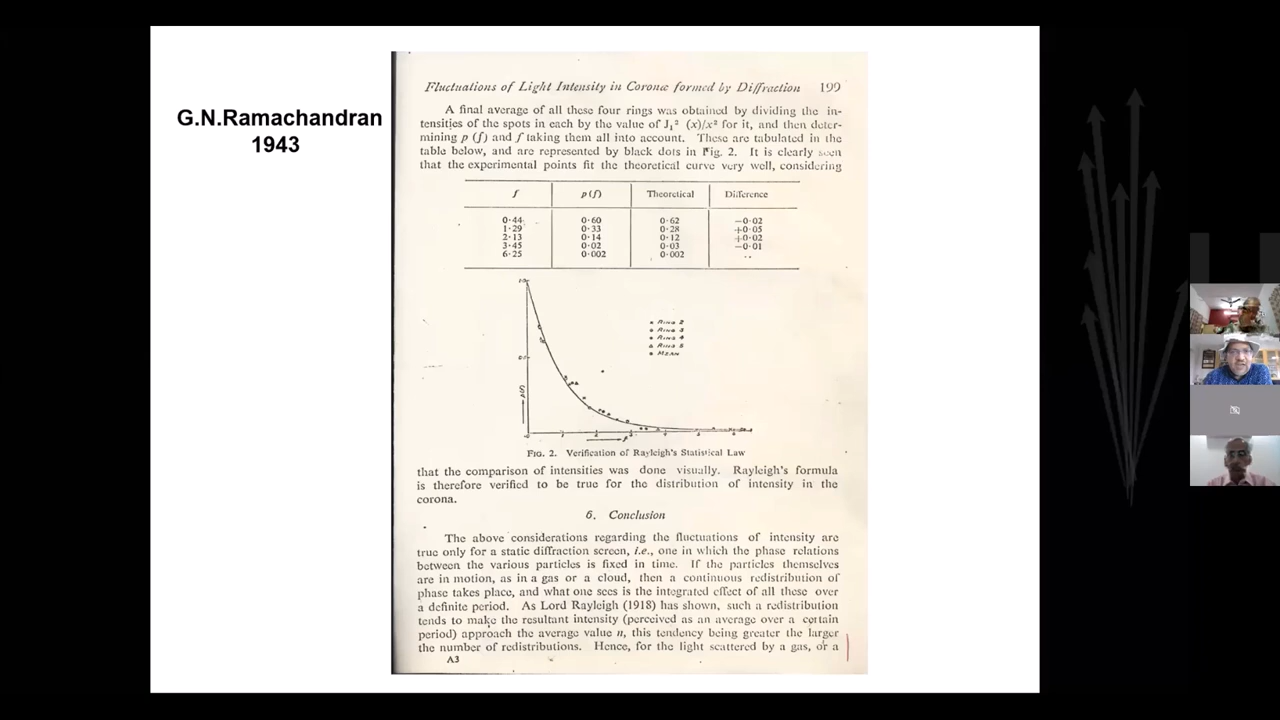 G.N.Ramachandran
1943
Fluctuations of Light Intensity in Coronæ formed by Diffraction 199
A final average of all these four rings was obtained by dividing the in-
tensities of the spots in each by the value of J₁² (x)/x² for it, and then deter-
mining p (f) and f taking them all into account. These are tabulated in the
table below, and are represented by black dots in Fig. 2. It is clearly seen
that the experimental points fit the theoretical curve very well, considering
f p(f) Theoretical Difference
0·44 0·60 0·62 −0·02
1·29 0·33 0·28 +0·05
2·13 0·14 0·12 +0·02
3·45 0·02 0·03 −0·01
6·25 0·002 0·002 ..
1·0
RING 2
RING 3
RING 4
RING 5
MEAN
0·5
p(f)
f
FIG. 2. Verification of Rayleigh's Statistical Law
that the comparison of intensities was done visually. Rayleigh's formula
is therefore verified to be true for the distribution of intensity in the
corona.
6. Conclusion
The above considerations regarding the fluctuations of intensity are
true only for a static diffraction screen, i.e., one in which the phase relations
between the various particles is fixed in time. If the particles themselves
are in motion, as in a gas or a cloud, then a continuous redistribution of
phase takes place, and what one sees is the integrated effect of all these over
a definite period. As Lord Rayleigh (1918) has shown, such a redistribution
tends to make the resultant intensity (perceived as an average over a certain
period) approach the average value n, this tendency being greater the larger
the number of redistributions. Hence, for the light scattered by a gas, or a
A3